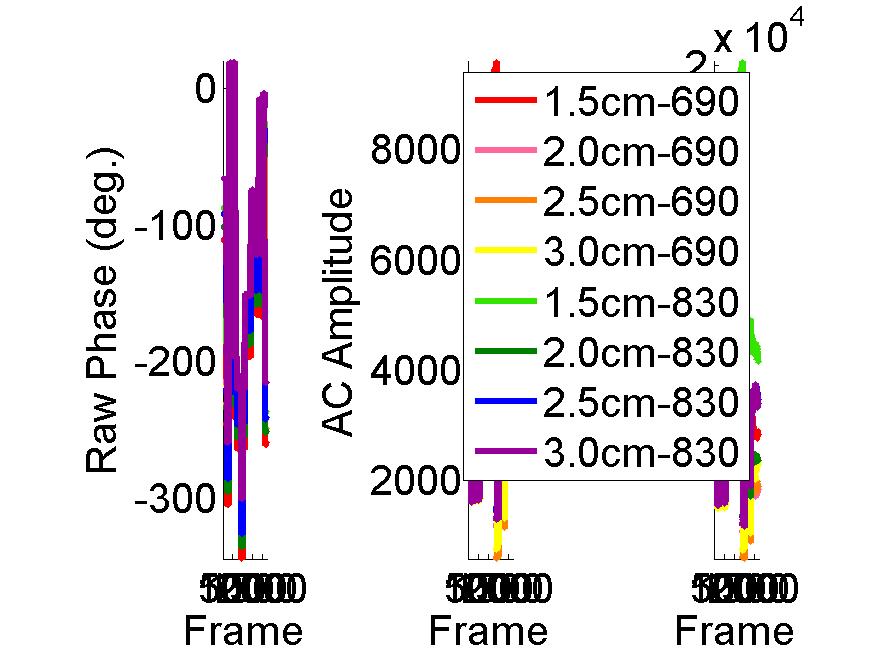 x 10⁴
2
0
-100
-200
-300
Raw Phase (deg.)
8000
6000
4000
2000
AC Amplitude
1.5cm-690
2.0cm-690
2.5cm-690
3.0cm-690
1.5cm-830
2.0cm-830
2.5cm-830
3.0cm-830
Frame
Frame
Frame